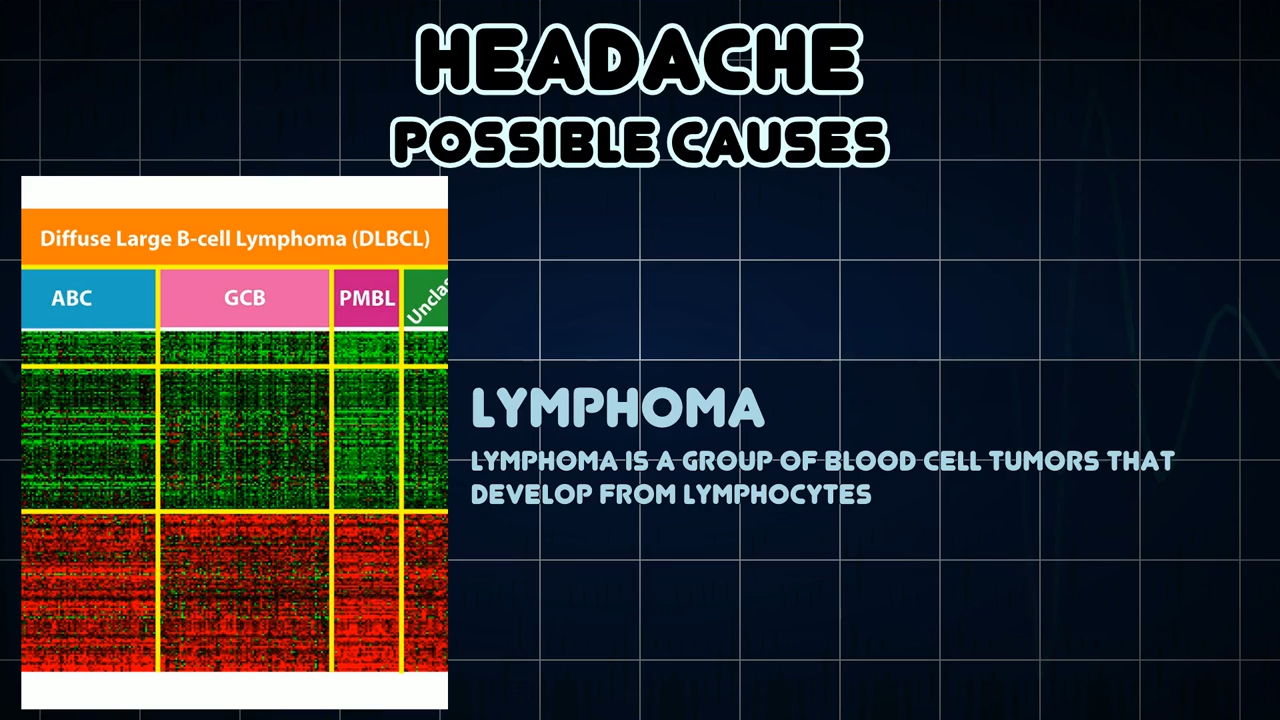 HEADACHE
POSSIBLE CAUSES
Diffuse Large B-cell Lymphoma (DLBCL)
ABC GCB PMBL
LYMPHOMA
LYMPHOMA IS A GROUP OF BLOOD CELL TUMORS THAT
DEVELOP FROM LYMPHOCYTES